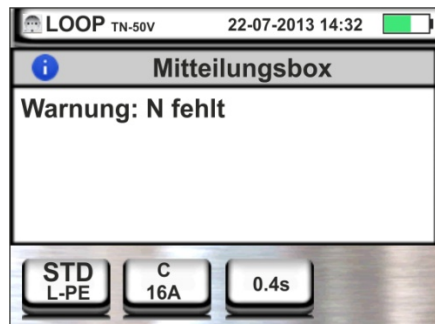 LOOP TN-50V 22-07-2013 14:32
Mitteilungsbox
Warnung: N fehlt
STD C 0.4s
L-PE 16A